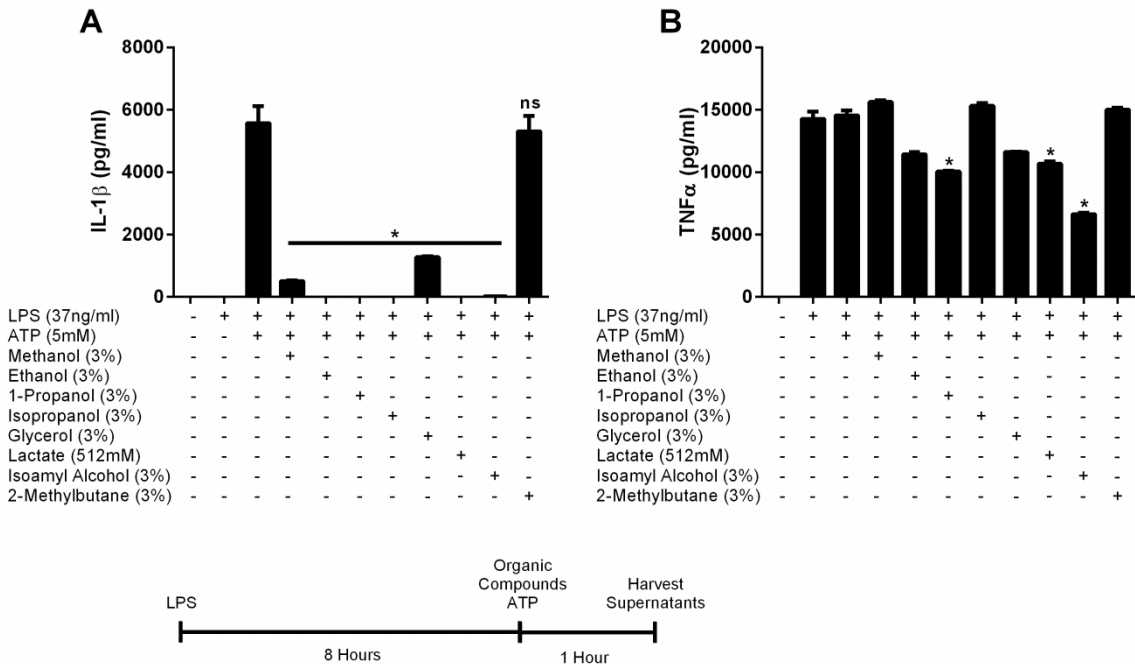 A
8000
6000
4000
2000
0
IL-1β (pg/ml)
*
ns
LPS (37ng/ml) - + + + + + + + + + +
ATP (5mM) - - + + + + + + + + +
Methanol (3%) - - - + - - - - - - -
Ethanol (3%) - - - - + - - - - - -
1-Propanol (3%) - - - - - + - - - - -
Isopropanol (3%) - - - - - - + - - - -
Glycerol (3%) - - - - - - - + - - -
Lactate (512mM) - - - - - - - - + - -
Isoamyl Alcohol (3%) - - - - - - - - - + -
2-Methylbutane (3%) - - - - - - - - - - +
B
20000
15000
10000
5000
0
TNFα (pg/ml)
* * *
LPS (37ng/ml) - + + + + + + + + + +
ATP (5mM) - - + + + + + + + + +
Methanol (3%) - - - + - - - - - - -
Ethanol (3%) - - - - + - - - - - -
1-Propanol (3%) - - - - - + - - - - -
Isopropanol (3%) - - - - - - + - - - -
Glycerol (3%) - - - - - - - + - - -
Lactate (512mM) - - - - - - - - + - -
Isoamyl Alcohol (3%) - - - - - - - - - + -
2-Methylbutane (3%) - - - - - - - - - - +
LPS
Organic
Compounds
ATP
Harvest
Supernatants
8 Hours
1 Hour